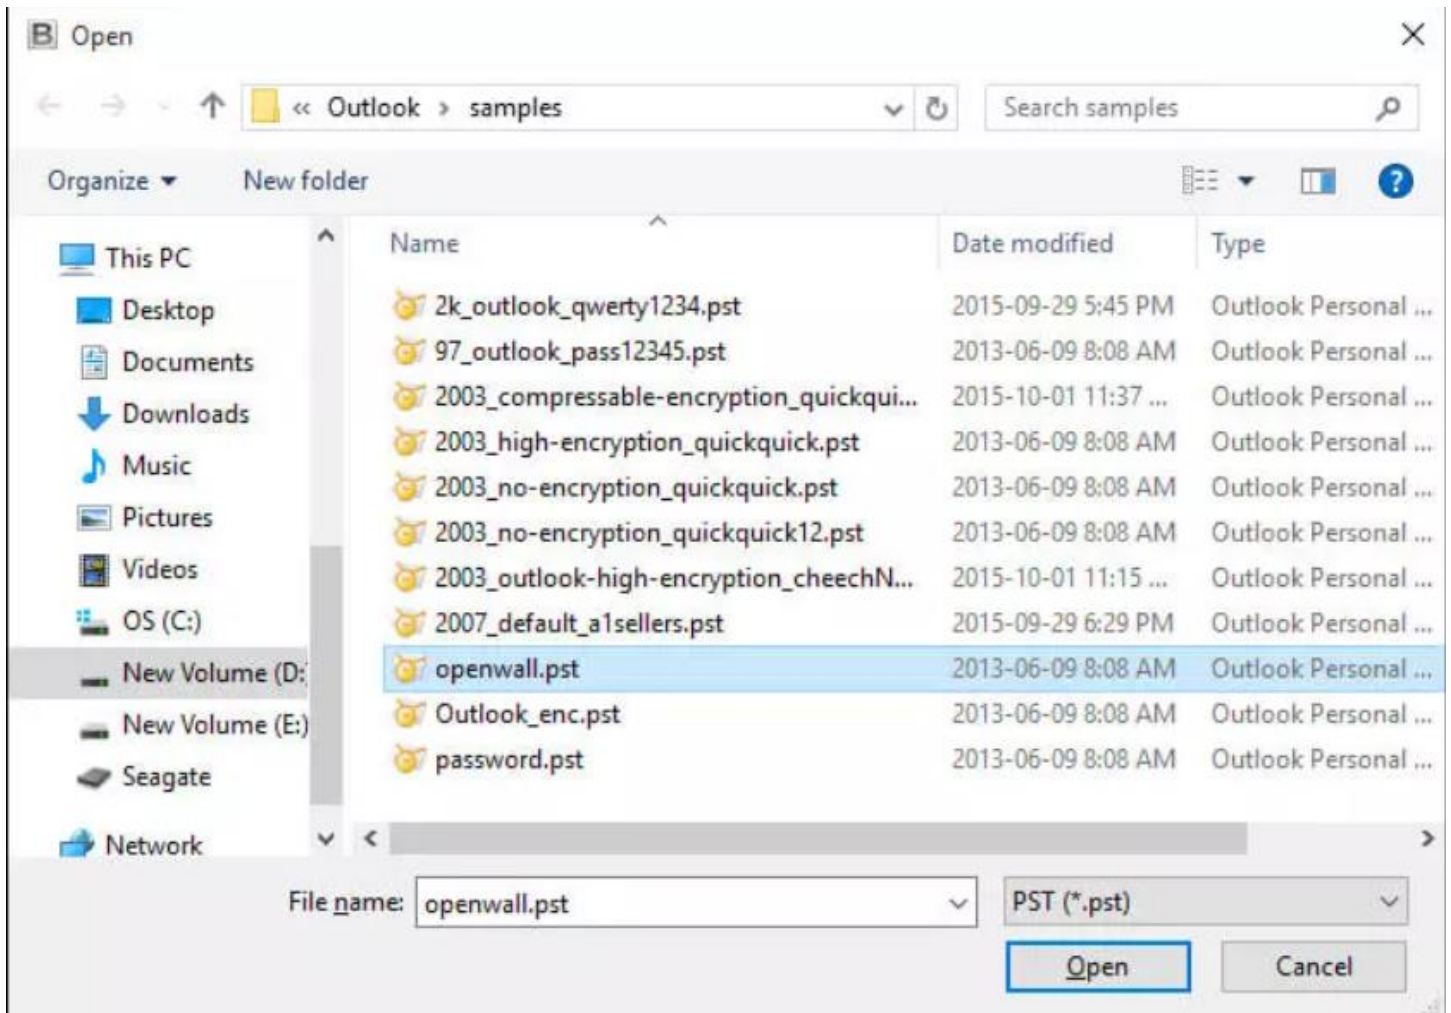 B Open
« Outlook › samples
Search samples
Organize
New folder
?
This PC
Desktop
Documents
Downloads
Music
Pictures
Videos
OS (C:)
New Volume (D:
New Volume (E:)
Seagate
Network
Name Date modified Type
2k_outlook_qwerty1234.pst 2015-09-29 5:45 PM Outlook Personal ...
97_outlook_pass12345.pst 2013-06-09 8:08 AM Outlook Personal ...
2003_compressable-encryption_quickqui... 2015-10-01 11:37 ... Outlook Personal ...
2003_high-encryption_quickquick.pst 2013-06-09 8:08 AM Outlook Personal ...
2003_no-encryption_quickquick.pst 2013-06-09 8:08 AM Outlook Personal ...
2003_no-encryption_quickquick12.pst 2013-06-09 8:08 AM Outlook Personal ...
2003_outlook-high-encryption_cheechN... 2015-10-01 11:15 ... Outlook Personal ...
2007_default_a1sellers.pst 2015-09-29 6:29 PM Outlook Personal ...
openwall.pst 2013-06-09 8:08 AM Outlook Personal ...
Outlook_enc.pst 2013-06-09 8:08 AM Outlook Personal ...
password.pst 2013-06-09 8:08 AM Outlook Personal ...
File name: openwall.pst PST (*.pst)
Open Cancel